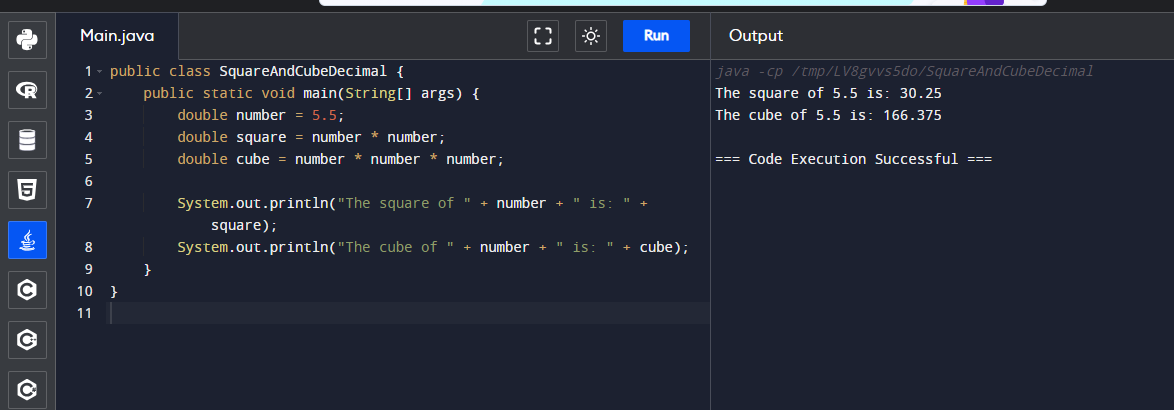 Main.java
Run
1 public class SquareAndCubeDecimal {
2 public static void main(String[] args) {
3 double number = 5.5;
4 double square = number * number;
5 double cube = number * number * number;
6
7 System.out.println("The square of " + number + " is: " +
square);
8 System.out.println("The cube of " + number + " is: " + cube);
9 }
10 }
11
Output
java -cp /tmp/LV8gvvs5do/SquareAndCubeDecimal
The square of 5.5 is: 30.25
The cube of 5.5 is: 166.375
=== Code Execution Successful ===